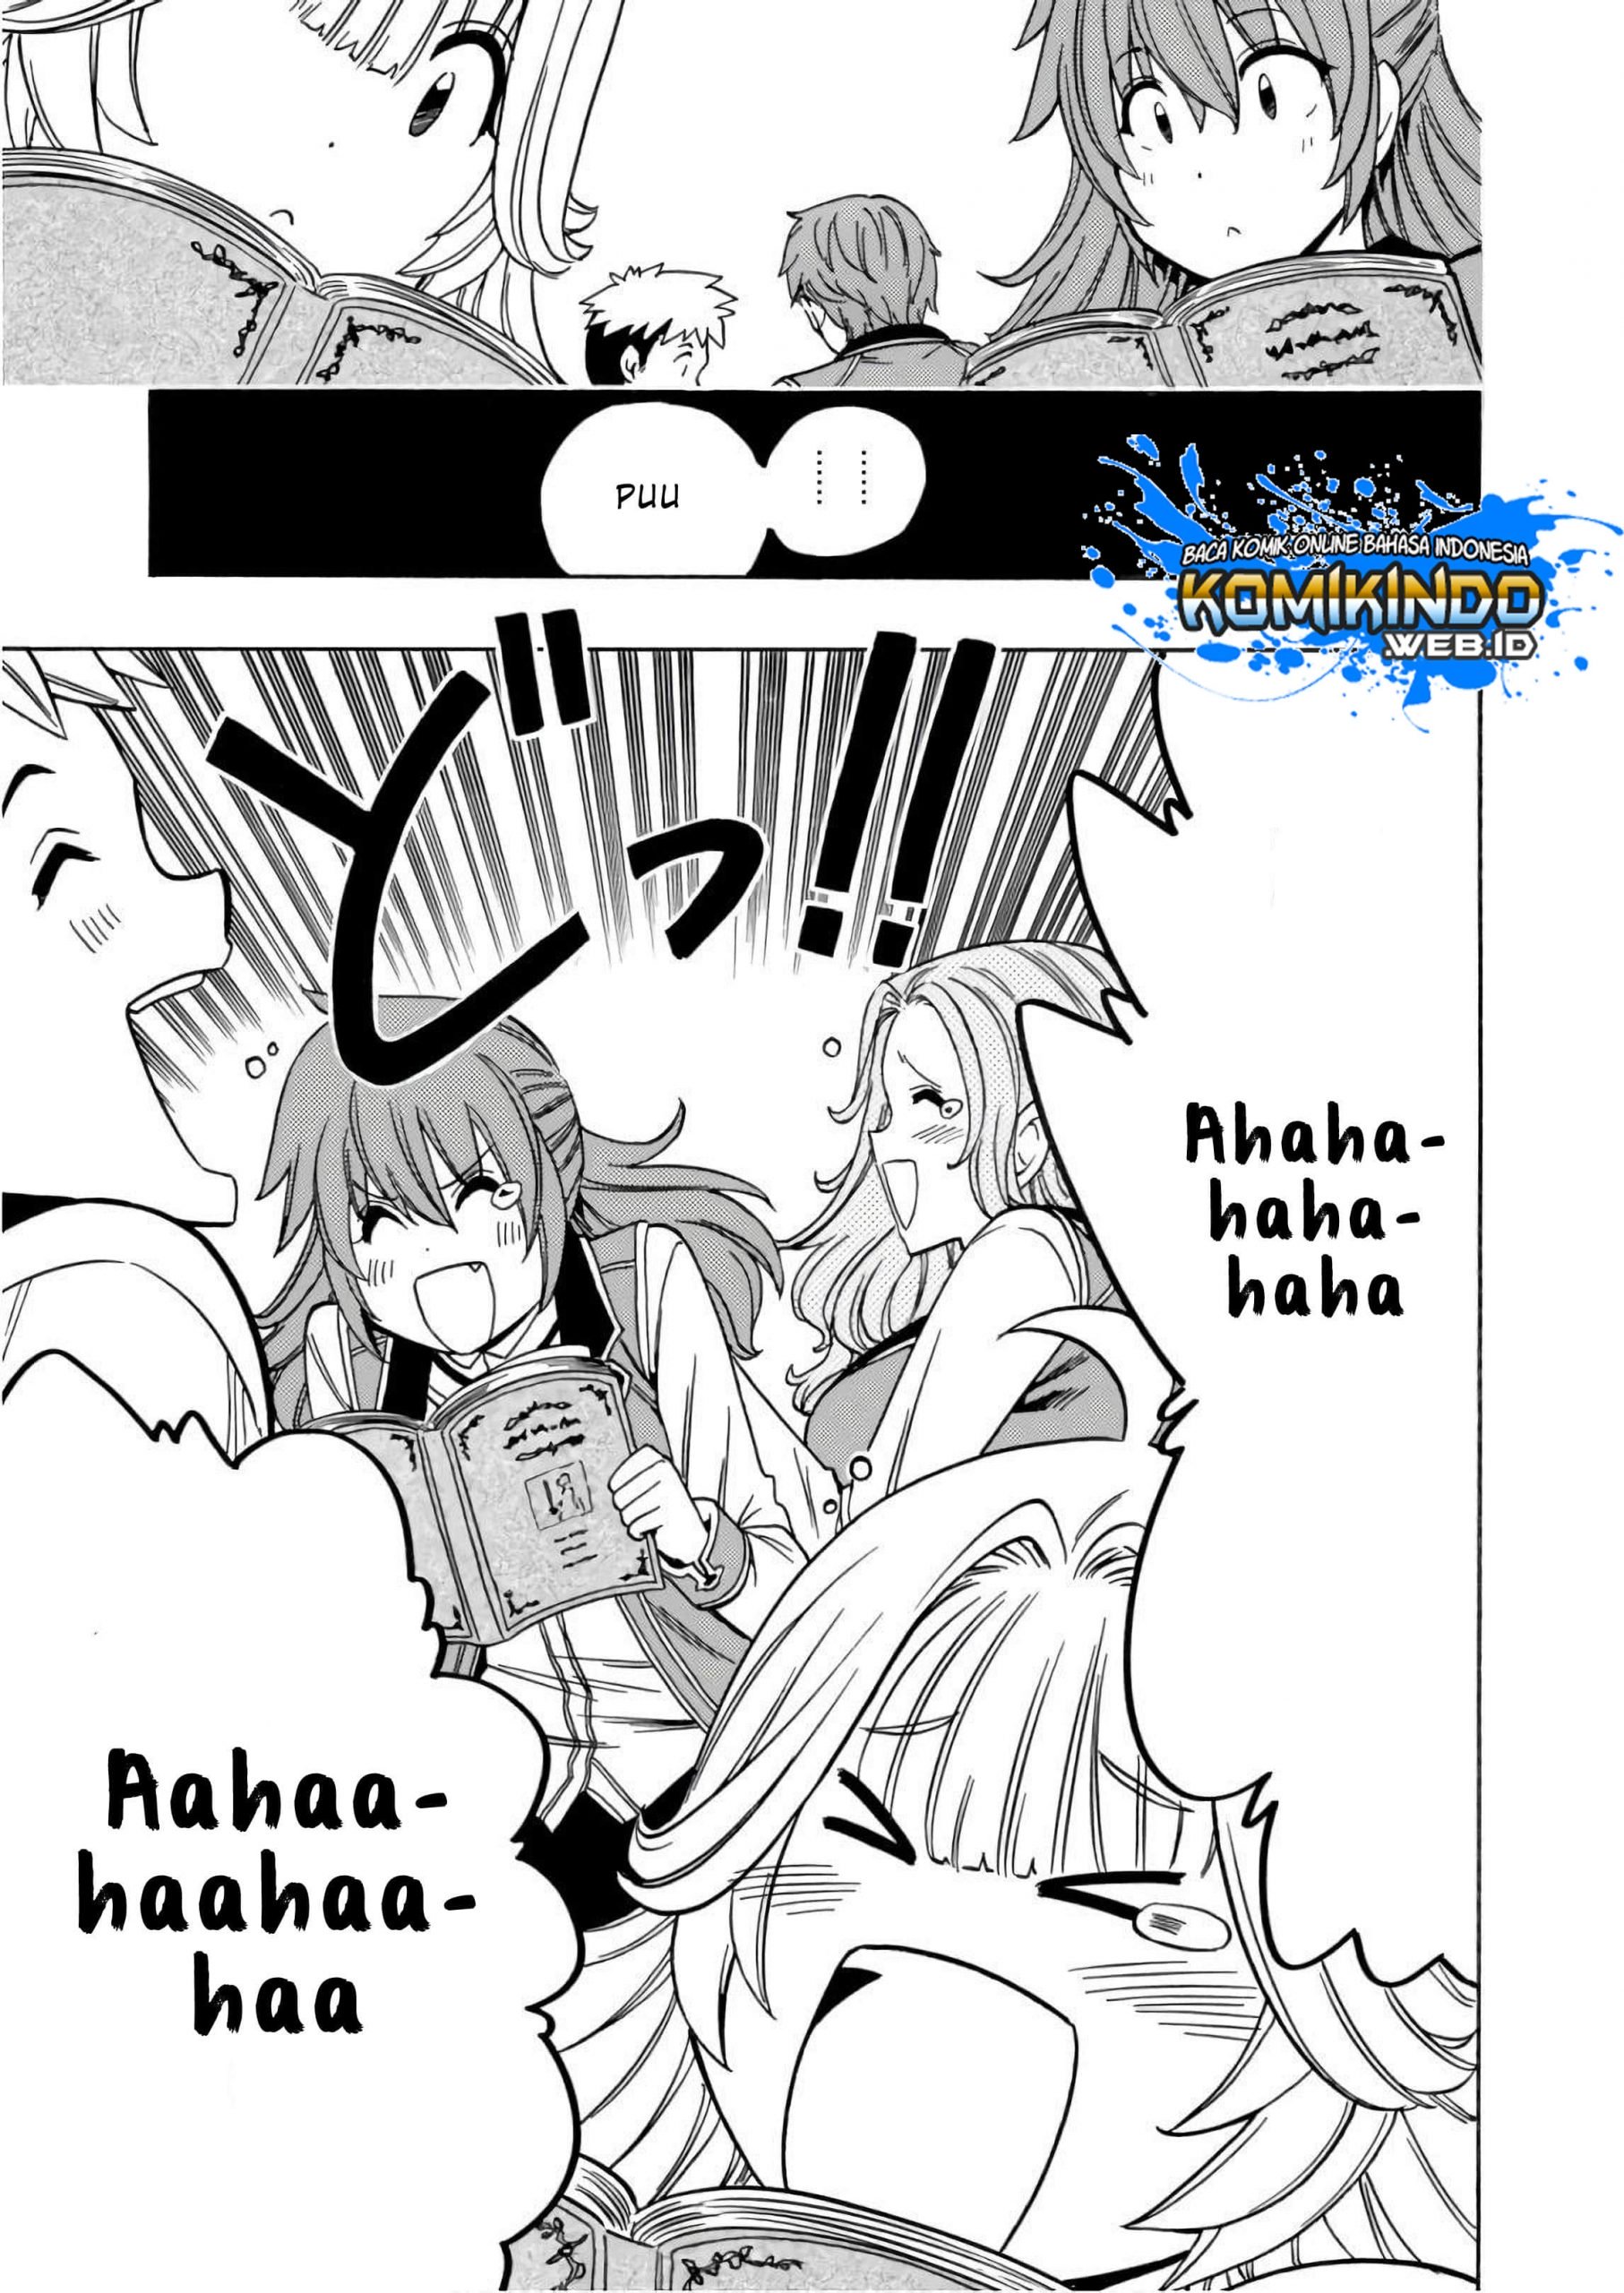 ......
......
PUU
BACA KOMIK ONLINE BAHASA INDONESIA
KOMIKINDO
.WEB.ID
どっ!!
Ahaha-
haha-
haha
Aahaa-
haahaa-
haa